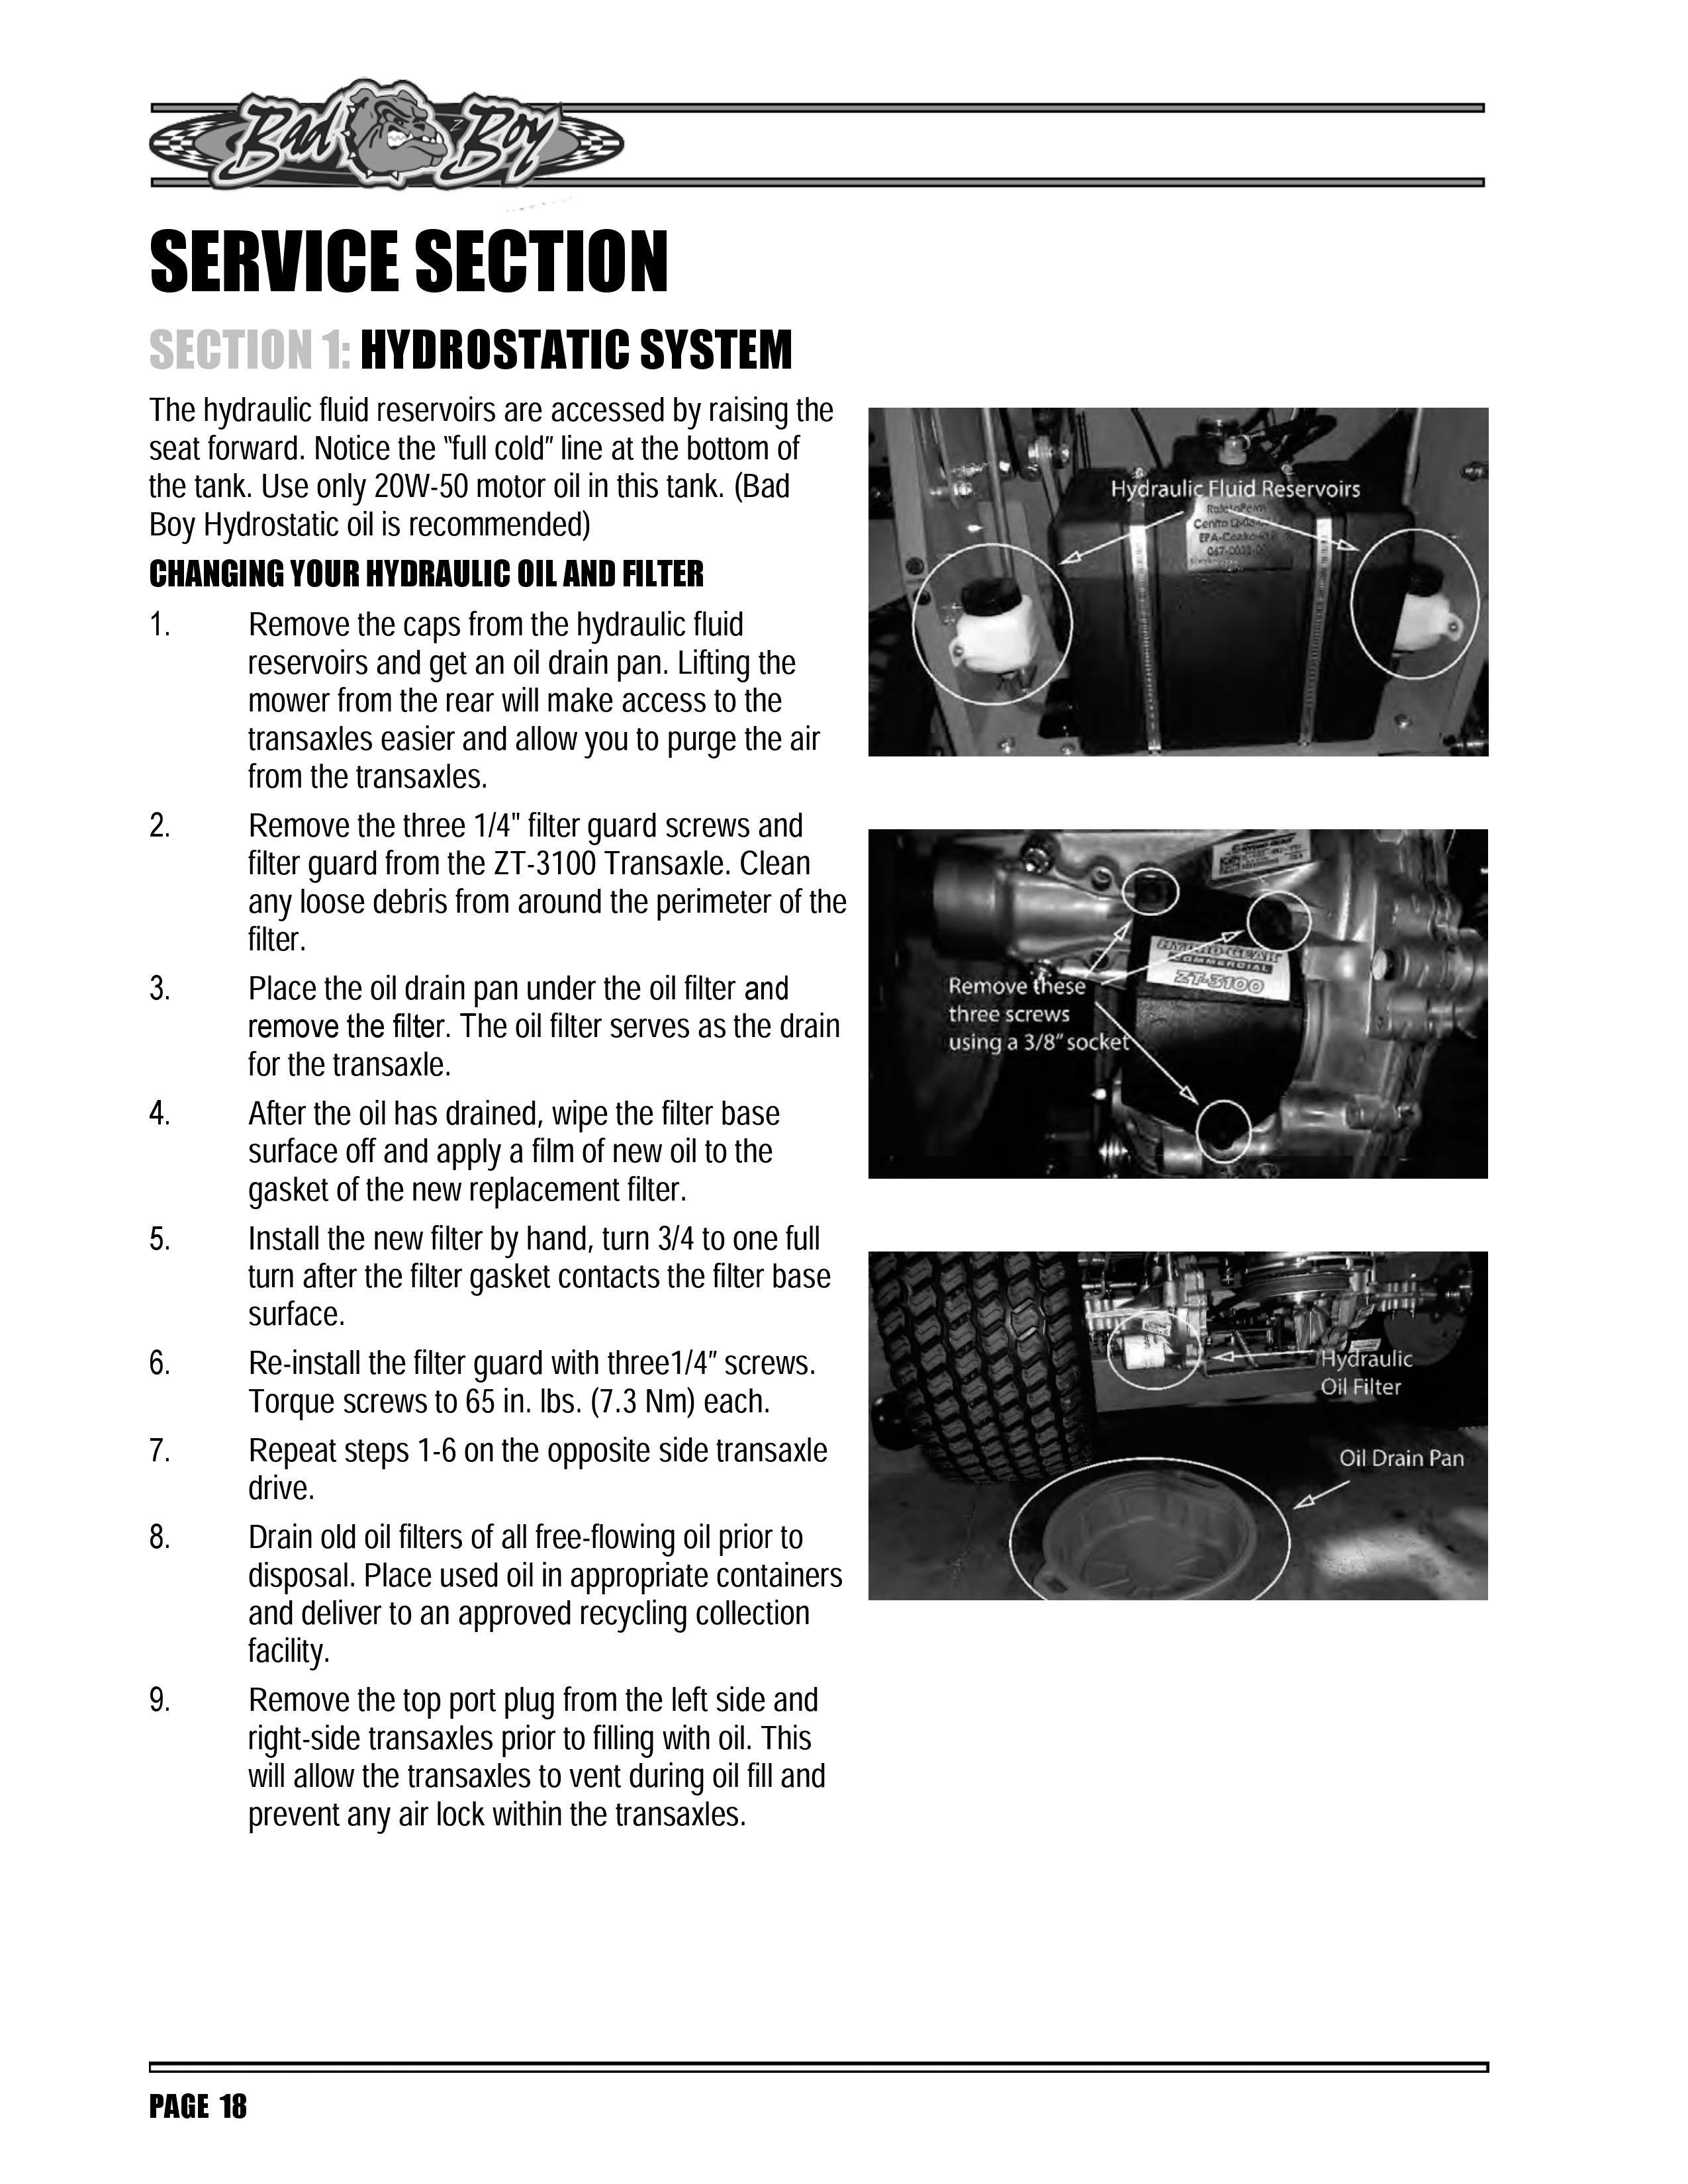 Bad Boy
SERVICE SECTION
SECTION 1: HYDROSTATIC SYSTEM
The hydraulic fluid reservoirs are accessed by raising the
seat forward. Notice the "full cold" line at the bottom of
the tank. Use only 20W-50 motor oil in this tank. (Bad
Boy Hydrostatic oil is recommended)
CHANGING YOUR HYDRAULIC OIL AND FILTER
1. Remove the caps from the hydraulic fluid
reservoirs and get an oil drain pan. Lifting the
mower from the rear will make access to the
transaxles easier and allow you to purge the air
from the transaxles.
2. Remove the three 1/4" filter guard screws and
filter guard from the ZT-3100 Transaxle. Clean
any loose debris from around the perimeter of the
filter.
3. Place the oil drain pan under the oil filter and
remove the filter. The oil filter serves as the drain
for the transaxle.
4. After the oil has drained, wipe the filter base
surface off and apply a film of new oil to the
gasket of the new replacement filter.
5. Install the new filter by hand, turn 3/4 to one full
turn after the filter gasket contacts the filter base
surface.
6. Re-install the filter guard with three1/4" screws.
Torque screws to 65 in. lbs. (7.3 Nm) each.
7. Repeat steps 1-6 on the opposite side transaxle
drive.
8. Drain old oil filters of all free-flowing oil prior to
disposal. Place used oil in appropriate containers
and deliver to an approved recycling collection
facility.
9. Remove the top port plug from the left side and
right-side transaxles prior to filling with oil. This
will allow the transaxles to vent during oil fill and
prevent any air lock within the transaxles.
Hydraulic Fluid Reservoirs
HYDRO-GEAR
COMMERCIAL
ZT-3100
Remove these
three screws
using a 3/8" socket
Hydraulic
Oil Filter
Oil Drain Pan
PAGE 18